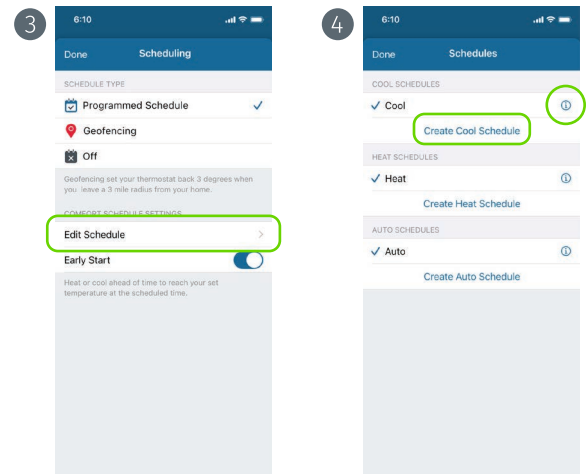 3
6:10
Done Scheduling
SCHEDULE TYPE
Programmed Schedule
Geofencing
Off
Geofencing set your thermostat back 3 degrees when
you leave a 3 mile radius from your home.
COMFORT SCHEDULE SETTINGS
Edit Schedule
Early Start
Heat or cool ahead of time to reach your set
temperature at the scheduled time.
4
6:10
Done Schedules
COOL SCHEDULES
Cool
Create Cool Schedule
HEAT SCHEDULES
Heat
Create Heat Schedule
AUTO SCHEDULES
Auto
Create Auto Schedule